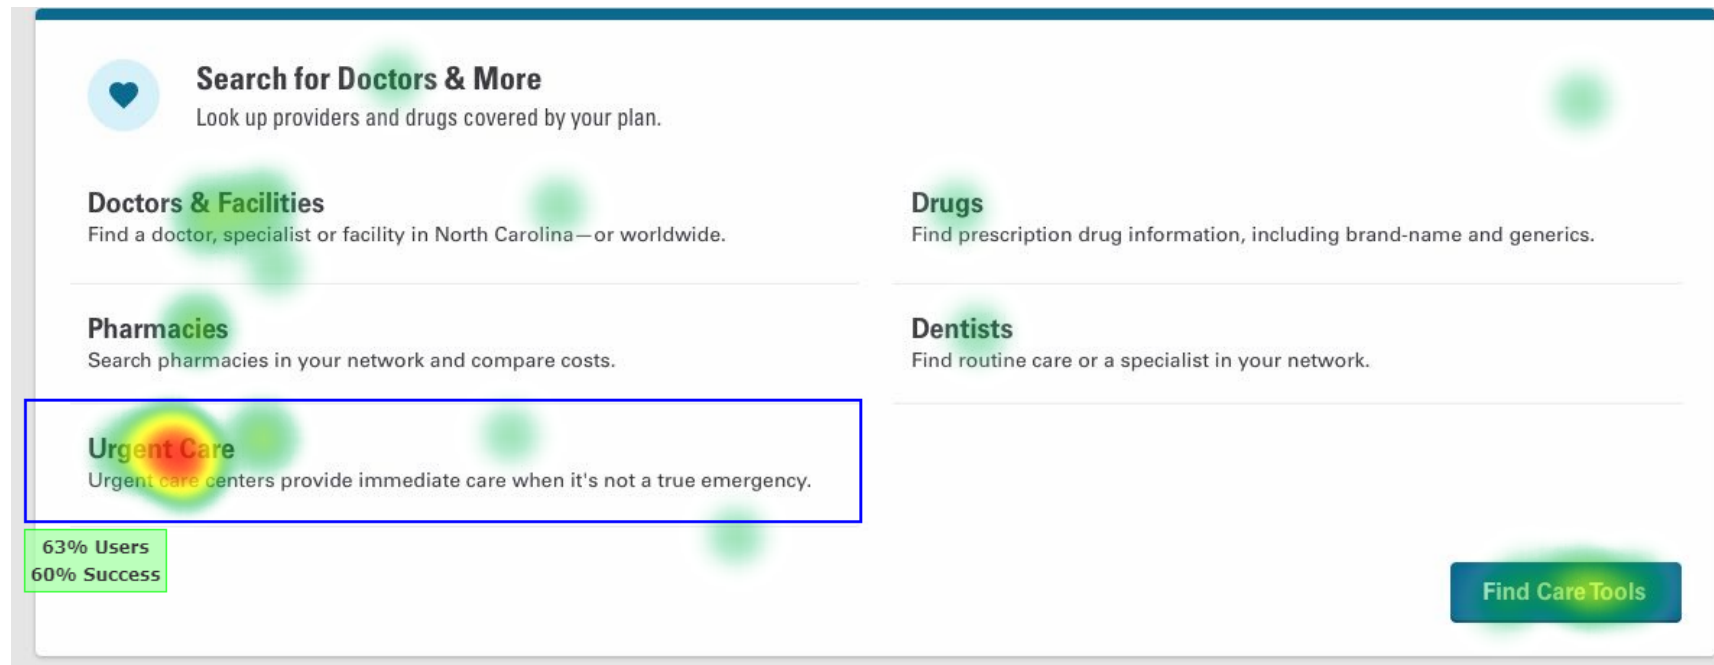 Search for Doctors & More
Look up providers and drugs covered by your plan.
Doctors & Facilities
Find a doctor, specialist or facility in North Carolina—or worldwide.
Drugs
Find prescription drug information, including brand-name and generics.
Pharmacies
Search pharmacies in your network and compare costs.
Dentists
Find routine care or a specialist in your network.
Urgent Care
Urgent care centers provide immediate care when it's not a true emergency.
63% Users
60% Success
Find Care Tools